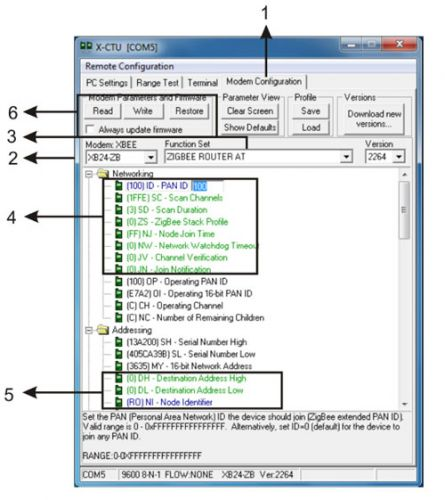 1
X-CTU [COM5]
Remote Configuration
PC Settings Range Test Terminal Modem Configuration
Modem Parameters and Firmware Parameter View Profile Versions
6 Read Write Restore Clear Screen Save Download new versions...
3 Always update firmware Show Defaults Load
Modem: XBEE Function Set Version
2 XB24-ZB ZIGBEE ROUTER AT 2264
Networking
(100) ID - PAN ID 100
(1FFE) SC - Scan Channels
(3) SD - Scan Duration
4 (0) ZS - ZigBee Stack Profile
(FF) NJ - Node Join Time
(0) NW - Network Watchdog Timeout
(0) JV - Channel Verification
(0) JN - Join Notification
(100) OP - Operating PAN ID
(E7A2) OI - Operating 16-bit PAN ID
(C) CH - Operating Channel
(C) NC - Number of Remaining Children
Addressing
(13A200) SH - Serial Number High
(405CA39B) SL - Serial Number Low
(3635) MY - 16-bit Network Address
(0) DH - Destination Address High
5 (0) DL - Destination Address Low
(RO) NI - Node Identifier
Set the PAN (Personal Area Network) ID the device should join (ZigBee extended PAN ID).
Valid range is 0 - 0xFFFFFFFFFFFFFFFF. Alternatively, set ID=0 (default) for the device to
join any PAN ID.
RANGE:0-0XFFFFFFFFFFFFFFFF
COM5 9600 8-N-1 FLOW:NONE XB24-ZB Ver:2264